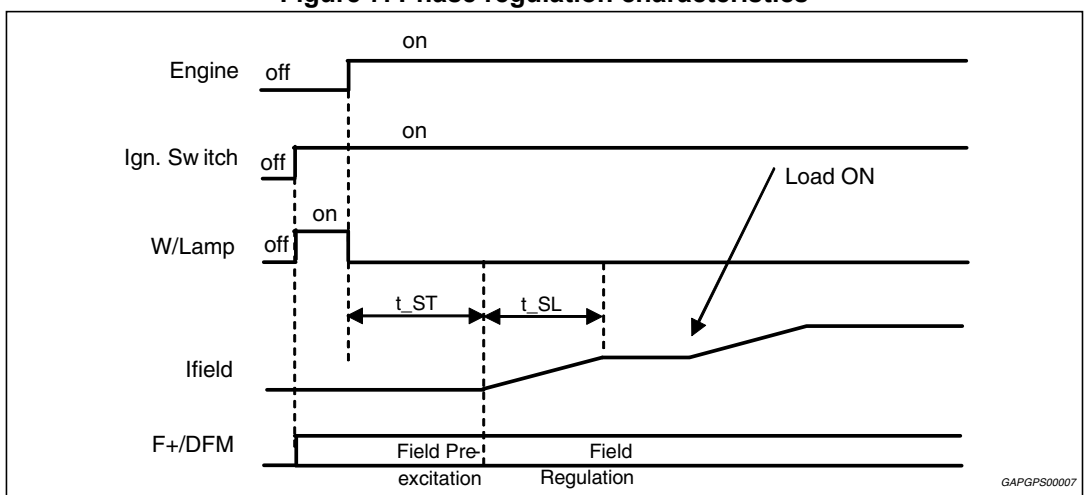 Figure 7. Phase regulation characteristics
on
Engine off
on
Ign. Sw itch off
Load ON
on
W/Lamp off
t_ST t_SL
Ifield
F+/DFM Field Pre- Field
excitation Regulation
GAPGPS00007